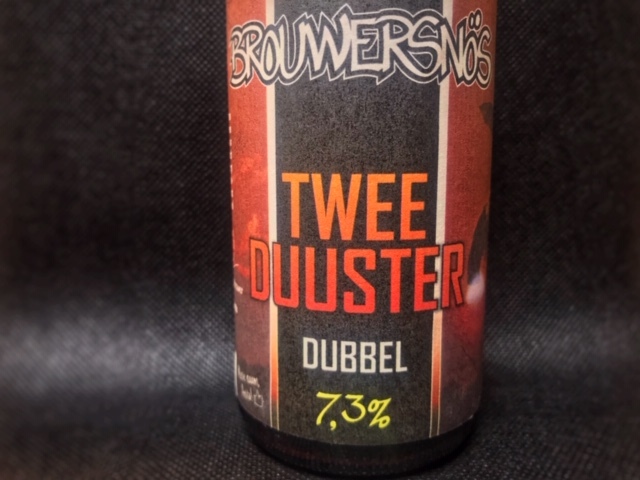 BROUWERSNÖS
TWEE
DUUSTER
DUBBEL
7,3%